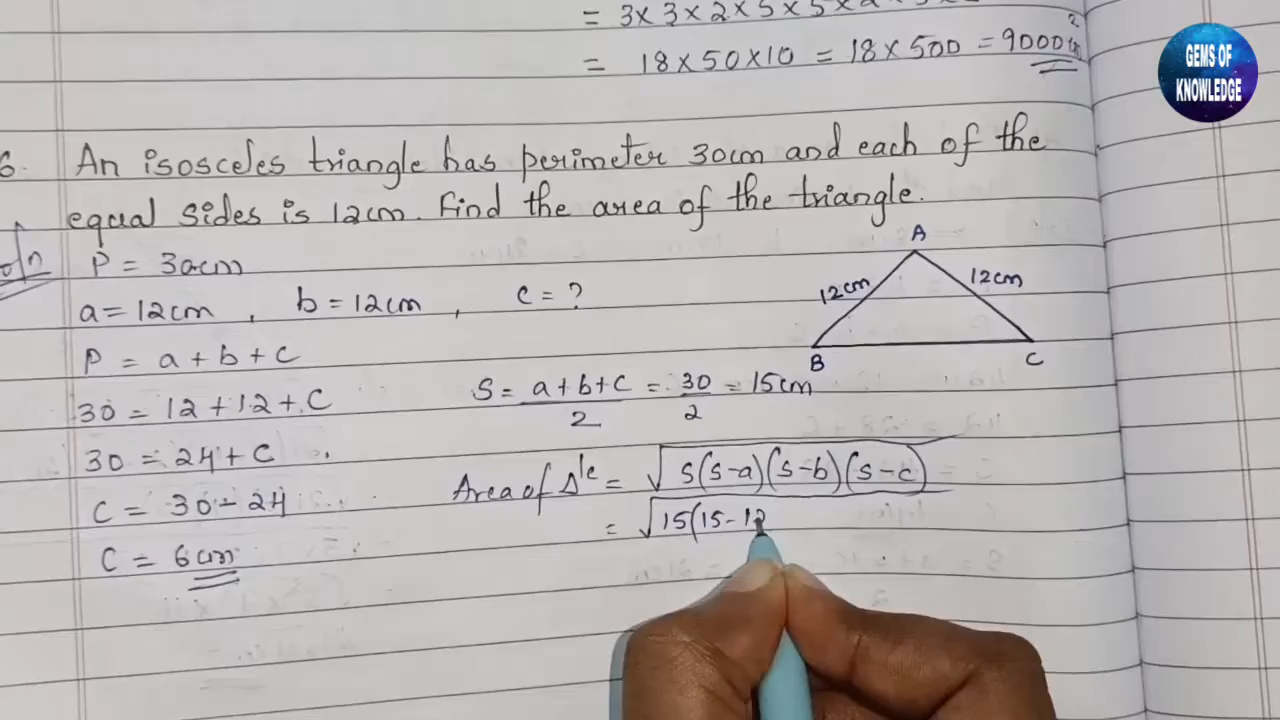 = 3 × 3 × 2 × 5 × 5 ×
= 18 × 50 × 10 = 18 × 500 = 9000 cm²
GEMS OF
KNOWLEDGE
6. An isosceles triangle has perimeter 30cm and each of the
equal sides is 12cm. Find the area of the triangle.
Soln
P = 30cm
a = 12cm , b = 12cm , c = ?
P = a + b + c
30 = 12 + 12 + C
30 = 24 + C .
C = 30 - 24
C = 6cm
A
12cm 12cm
B C
S = a + b + c / 2 = 30 / 2 = 15cm
Area of Δle = √s(s-a)(s-b)(s-c)
= √15(15-12